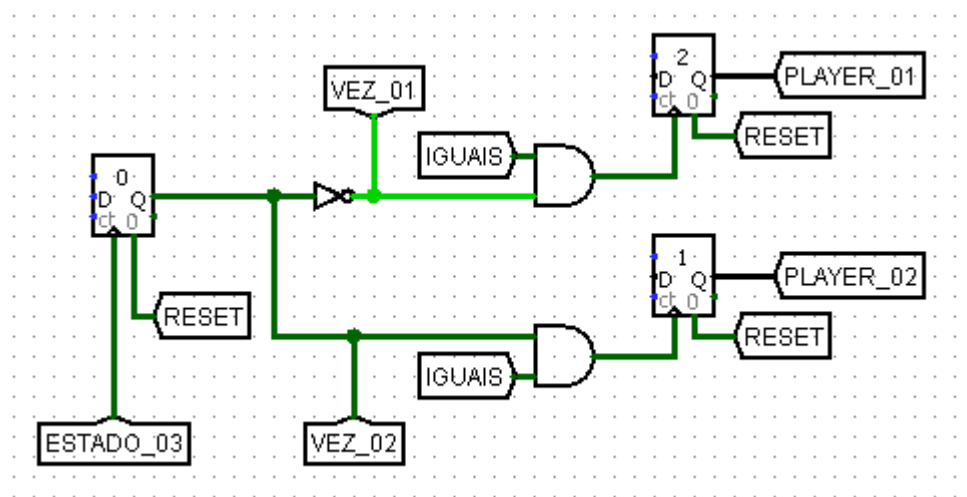 VEZ_01
IGUAIS
2
D Q
ct 0
PLAYER_01
RESET
0
D Q
ct 0
RESET
ESTADO_03
VEZ_02
IGUAIS
1
D Q
ct 0
PLAYER_02
RESET